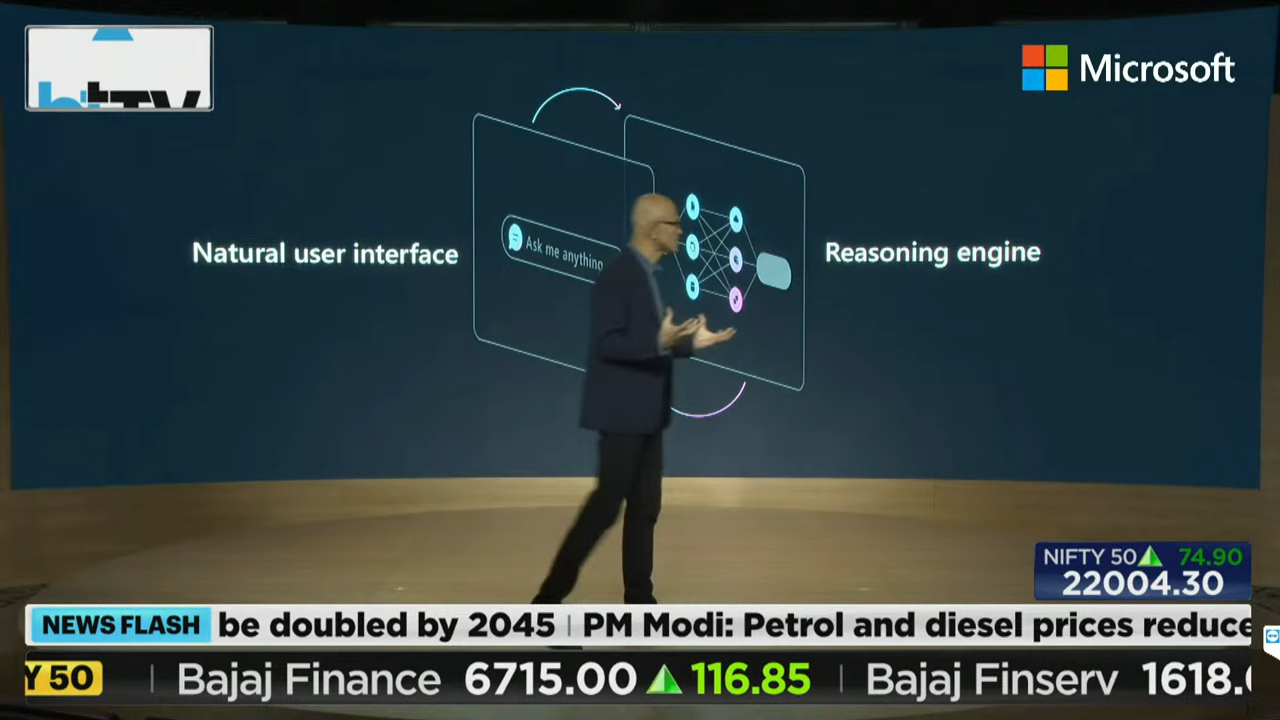 btTV
Microsoft
Natural user interface
Ask me anything
Reasoning engine
NIFTY 50 74.90
22004.30
NEWS FLASH be doubled by 2045 | PM Modi: Petrol and diesel prices reduce
Y 50 | Bajaj Finance 6715.00 116.85 | Bajaj Finserv 1618.